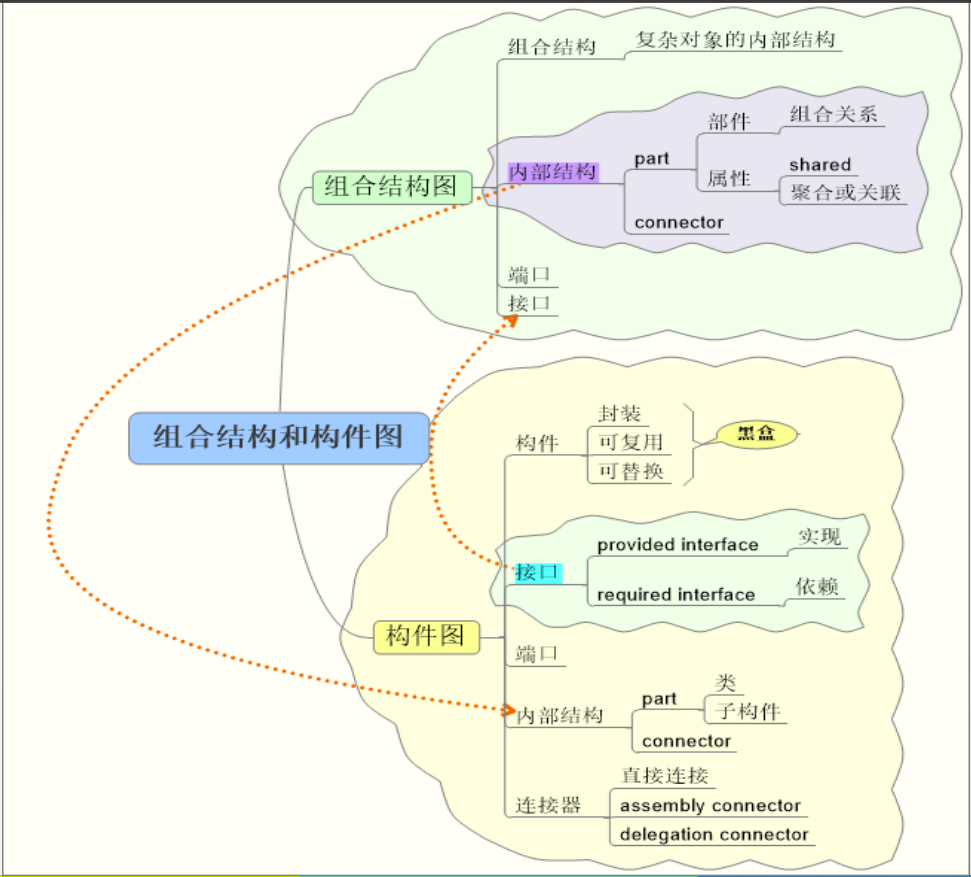 组合结构和构件图
组合结构图
组合结构
复杂对象的内部结构
内部结构
part
部件
组合关系
属性
shared
聚合或关联
connector
端口
接口
构件图
构件
封装
可复用
可替换
黑盒
接口
provided interface
实现
required interface
依赖
端口
内部结构
part
类
子构件
connector
连接器
直接连接
assembly connector
delegation connector